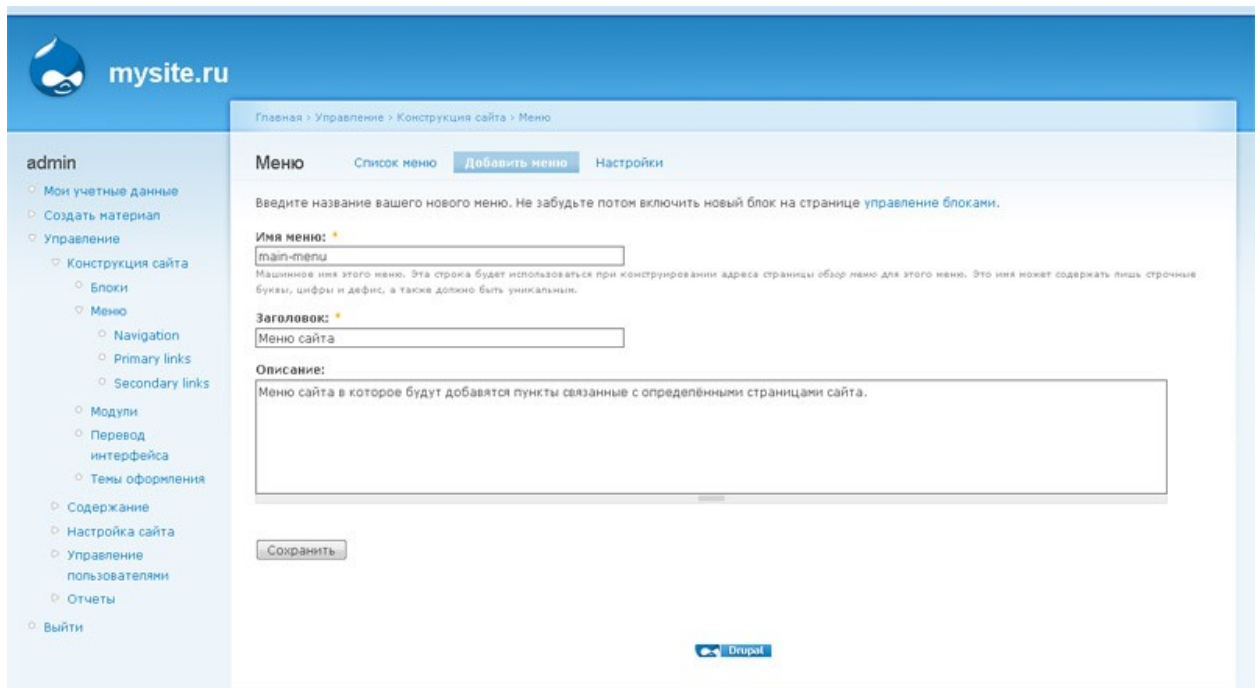 mysite.ru
Главная > Управление > Конструкция сайта > Меню
admin
Мои учетные данные
Создать материал
Управление
Конструкция сайта
Блоки
Меню
Navigation
Primary links
Secondary links
Модули
Перевод
интерфейса
Темы оформления
Содержание
Настройка сайта
Управление
пользователями
Отчеты
Выйти
Меню Список меню Добавить меню Настройки
Введите название вашего нового меню. Не забудьте потом включить новый блок на странице управление блоками.
Имя меню: *
main-menu
Машинное имя этого меню. Эта строка будет использоваться при конструировании адреса страницы обзор меню для этого меню. Это имя может содержать лишь строчные
буквы, цифры и дефис, а также должно быть уникальным.
Заголовок: *
Меню сайта
Описание:
Меню сайта в которое будут добавятся пункты связанные с определёнными страницами сайта.
Сохранить
Drupal